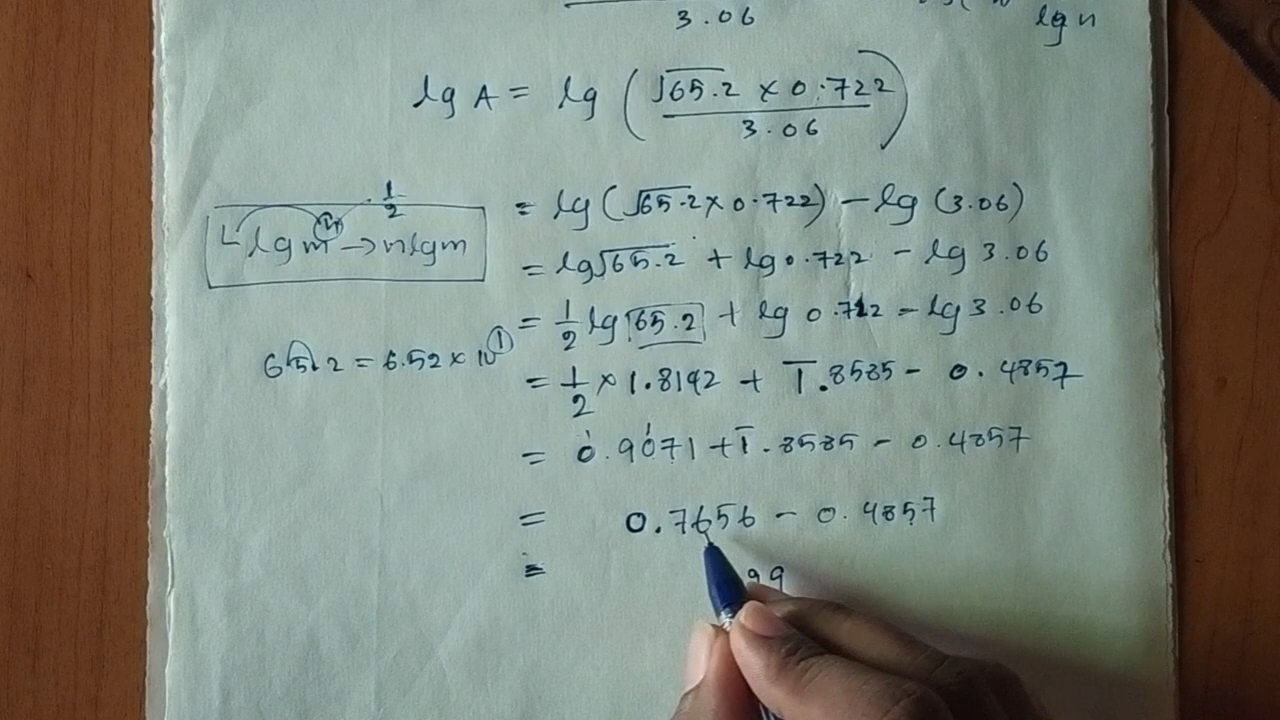 3.06
lg n
lg A = lg (√65.2 × 0.722 / 3.06)
= lg (√65.2 × 0.722) − lg (3.06)
1/2
lg mⁿ → n lg m
= lg √65.2 + lg 0.722 − lg 3.06
= 1/2 lg 65.2 + lg 0.722 − lg 3.06
65.2 = 6.52 × 10¹
= 1/2 × 1.8142 + 1̅.8585 − 0.4857
= 0.9071 + 1̅.8585 − 0.4857
= 0.7656 − 0.4857
= 99